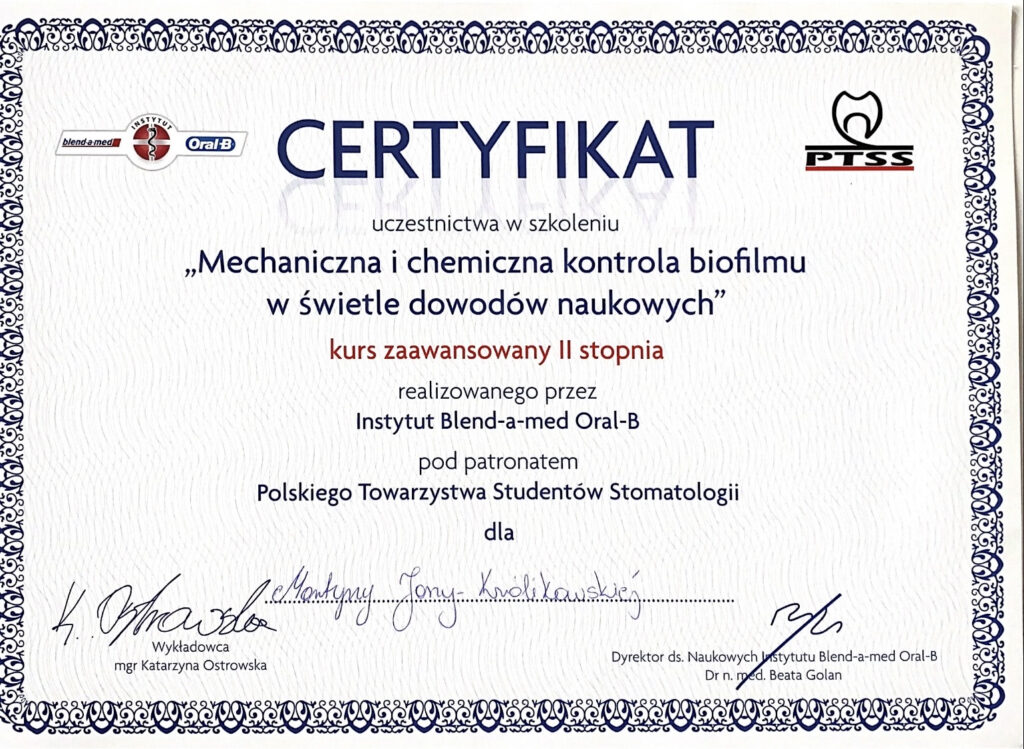 INSTYTUT
blend-a-med
Oral-B
CERTYFIKAT
PTSS
uczestnictwa w szkoleniu
„Mechaniczna i chemiczna kontrola biofilmu
w świetle dowodów naukowych”
kurs zaawansowany II stopnia
realizowanego przez
Instytut Blend-a-med Oral-B
pod patronatem
Polskiego Towarzystwa Studentów Stomatologii
dla
Martyny Jony-Królikowskiej
K. Ostrowska
Wykładowca
mgr Katarzyna Ostrowska
Dyrektor ds. Naukowych Instytutu Blend-a-med Oral-B
Dr n. med. Beata Golan